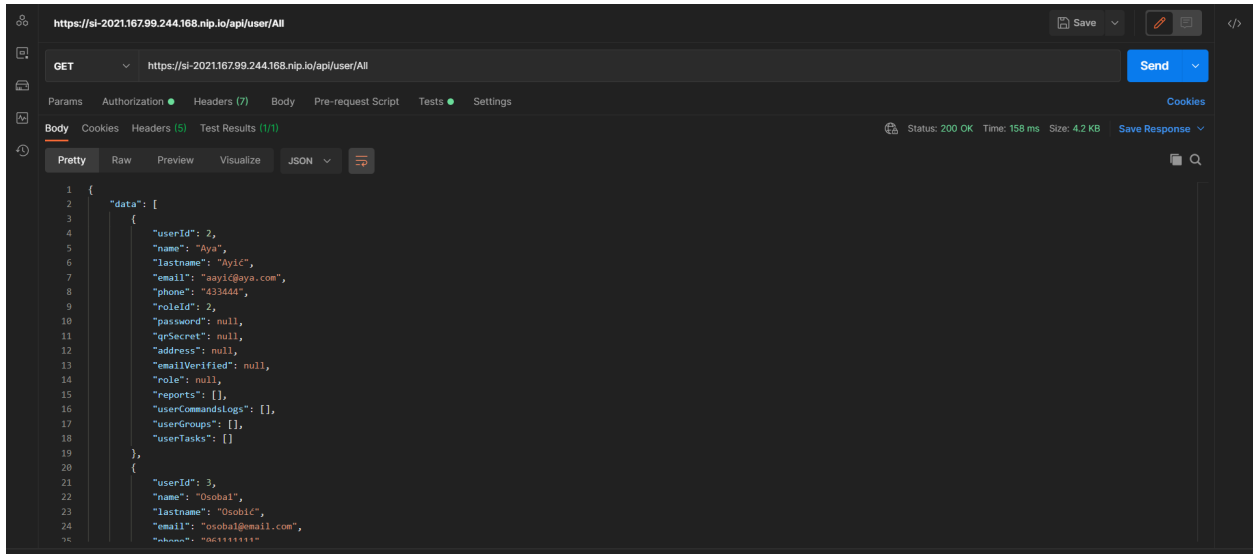 https://si-2021.167.99.244.168.nip.io/api/user/All
Save
</>
GET
https://si-2021.167.99.244.168.nip.io/api/user/All
Send
Params Authorization Headers (7) Body Pre-request Script Tests Settings
Cookies
Body Cookies Headers (5) Test Results (1/1)
Status: 200 OK Time: 158 ms Size: 4.2 KB Save Response
Pretty Raw Preview Visualize JSON
1 {
2 "data": [
3 {
4 "userId": 2,
5 "name": "Aya",
6 "lastname": "Ayić",
7 "email": "aayić@aya.com",
8 "phone": "433444",
9 "roleId": 2,
10 "password": null,
11 "qrSecret": null,
12 "address": null,
13 "emailVerified": null,
14 "role": null,
15 "reports": [],
16 "userCommandsLogs": [],
17 "userGroups": [],
18 "userTasks": []
19 },
20 {
21 "userId": 3,
22 "name": "Osoba1",
23 "lastname": "Osobić",
24 "email": "osoba1@email.com",
25 "phone": "061111111"